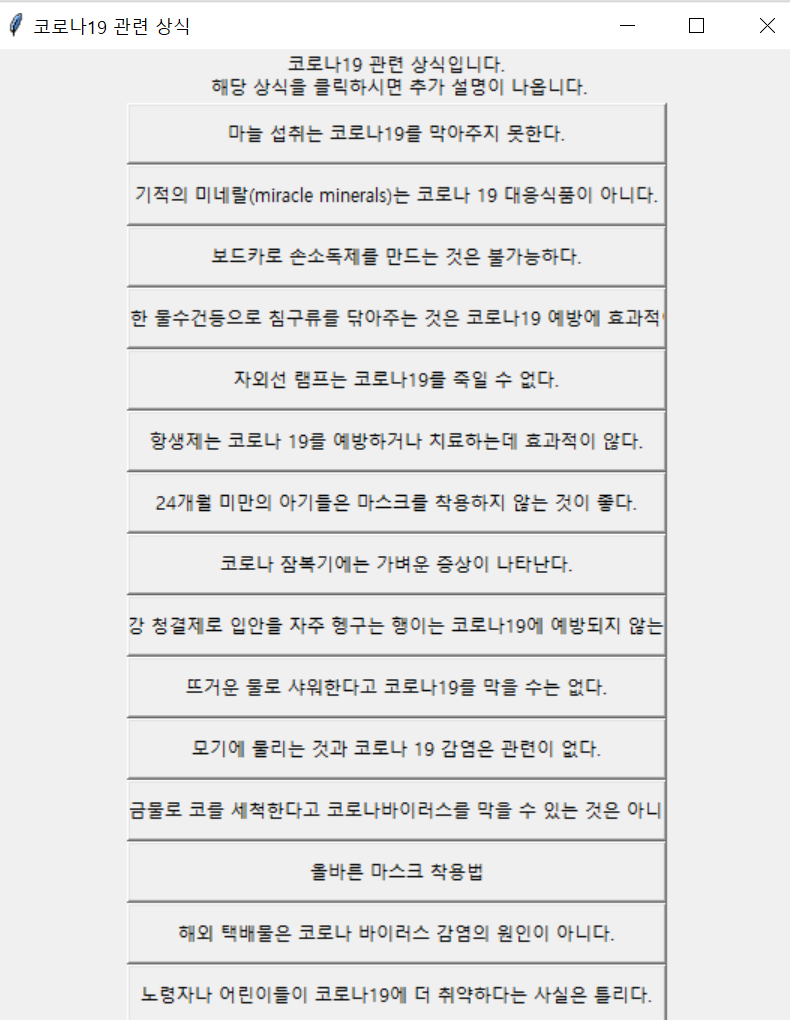 코로나19 관련 상식
코로나19 관련 상식입니다.
해당 상식을 클릭하시면 추가 설명이 나옵니다.
마늘 섭취는 코로나19를 막아주지 못한다.
기적의 미네랄(miracle minerals)는 코로나 19 대응식품이 아니다.
보드카로 손소독제를 만드는 것은 불가능하다.
한 물수건등으로 침구류를 닦아주는 것은 코로나19 예방에 효과적
자외선 램프는 코로나19를 죽일 수 없다.
항생제는 코로나 19를 예방하거나 치료하는데 효과적이 않다.
24개월 미만의 아기들은 마스크를 착용하지 않는 것이 좋다.
코로나 잠복기에는 가벼운 증상이 나타난다.
강 청결제로 입안을 자주 헹구는 행이는 코로나19에 예방되지 않는
뜨거운 물로 샤워한다고 코로나19를 막을 수는 없다.
모기에 물리는 것과 코로나 19 감염은 관련이 없다.
금물로 코를 세척한다고 코로나바이러스를 막을 수 있는 것은 아니
올바른 마스크 착용법
해외 택배물은 코로나 바이러스 감염의 원인이 아니다.
노령자나 어린이들이 코로나19에 더 취약하다는 사실은 틀리다.